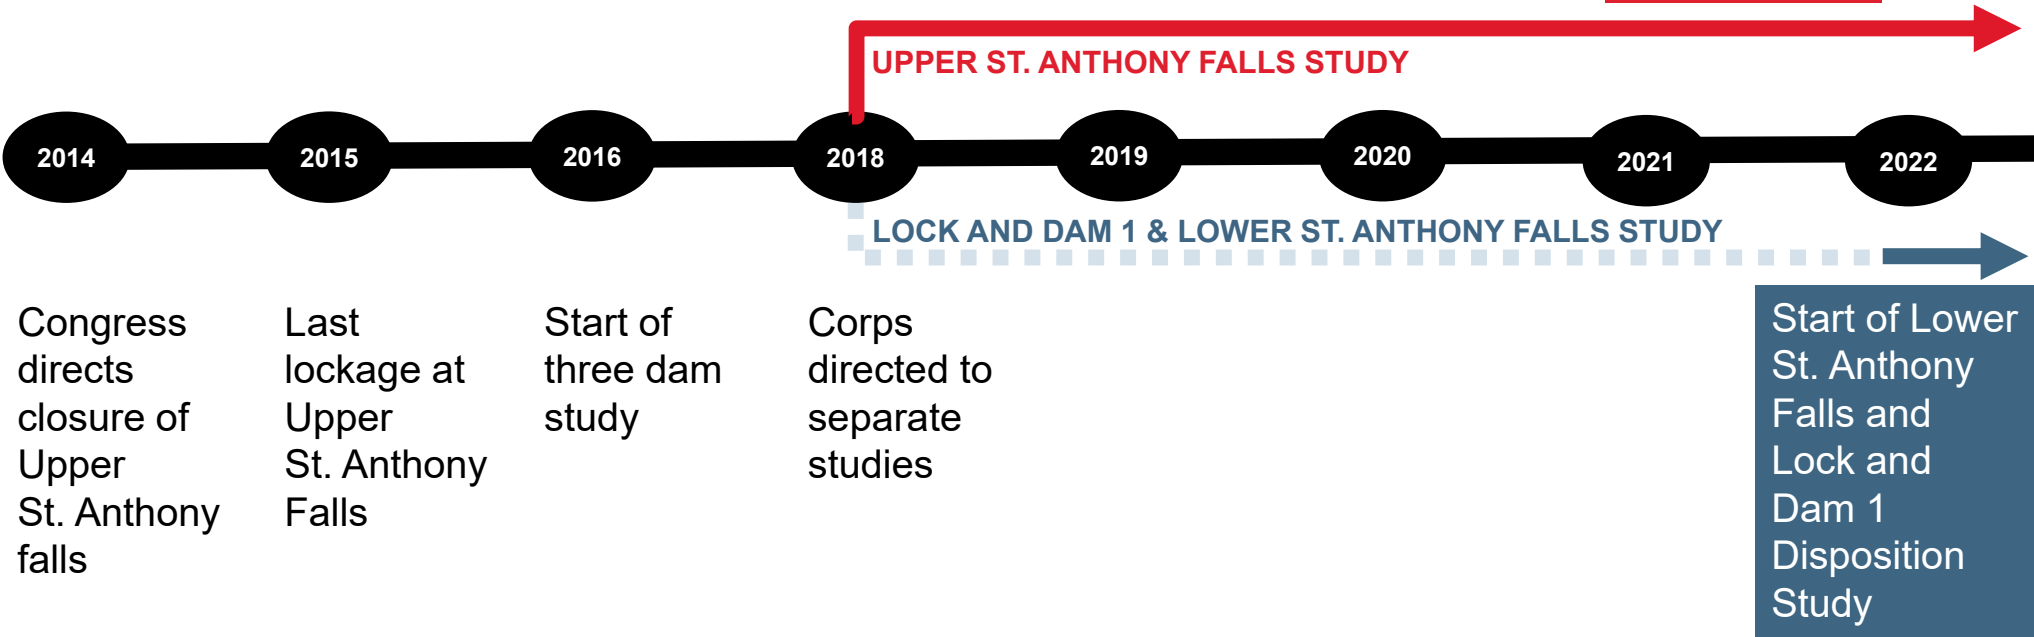 UPPER ST. ANTHONY FALLS STUDY
2014
2015
2016
2018
2019
2020
2021
2022
LOCK AND DAM 1 & LOWER ST. ANTHONY FALLS STUDY
Congress
directs
closure of
Upper
St. Anthony
falls
Last
lockage at
Upper
St. Anthony
Falls
Start of
three dam
study
Corps
directed to
separate
studies
Start of Lower
St. Anthony
Falls and
Lock and
Dam 1
Disposition
Study